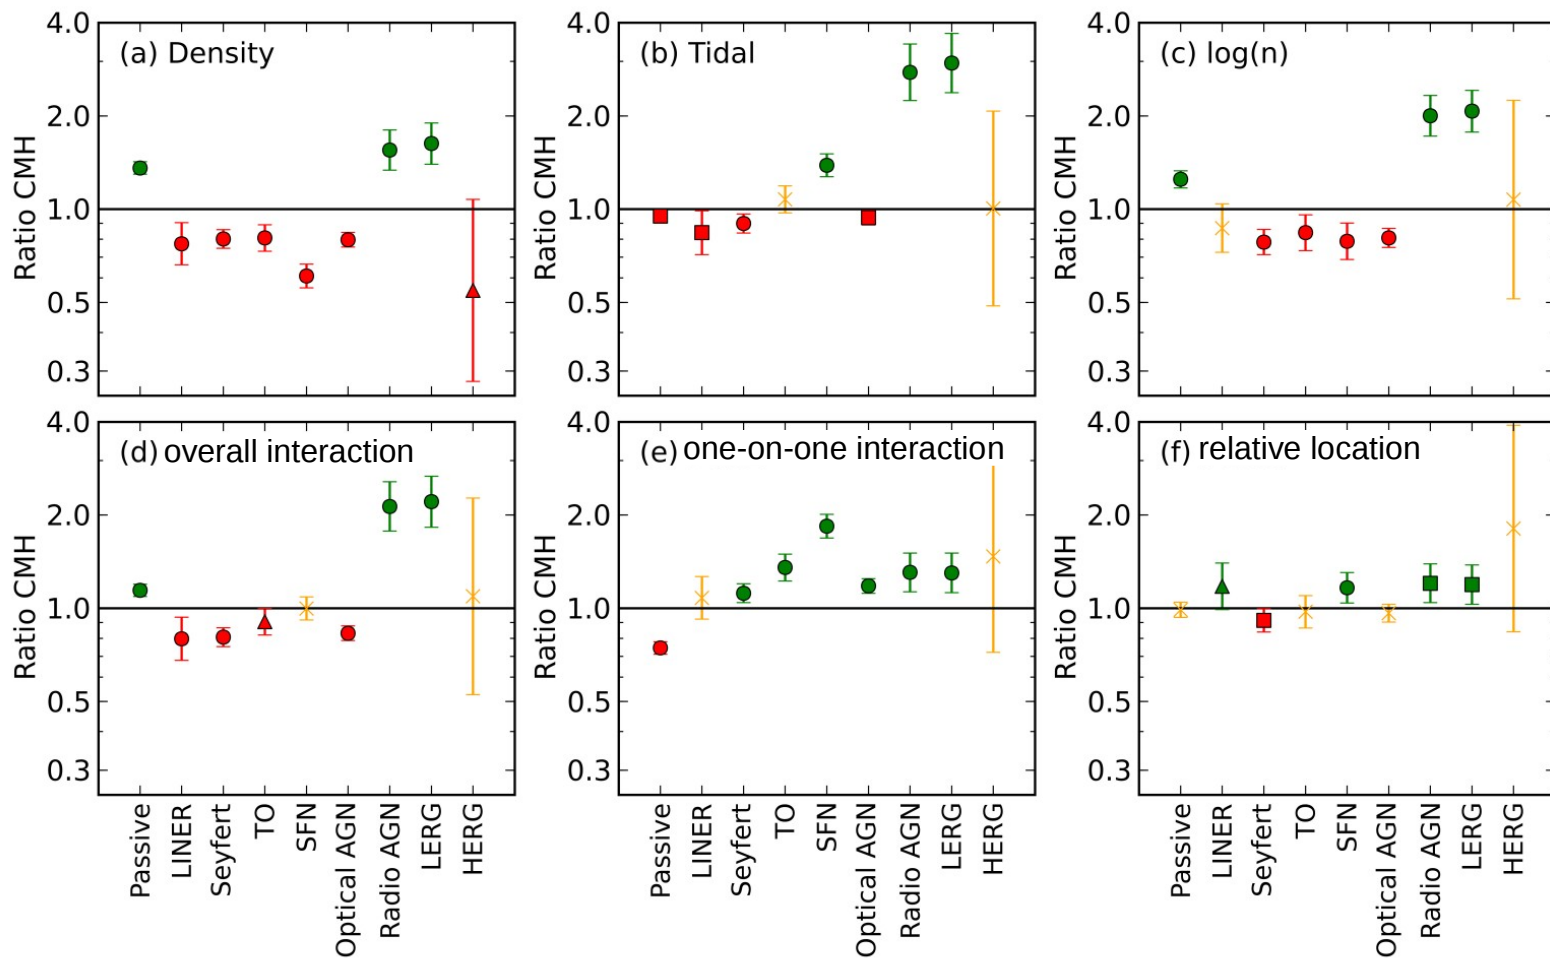 4.0
2.0
1.0
0.5
0.3
Ratio CMH
(a) Density
4.0
2.0
1.0
0.5
0.3
Ratio CMH
(b) Tidal
4.0
2.0
1.0
0.5
0.3
Ratio CMH
(c) log(n)
4.0
2.0
1.0
0.5
0.3
Ratio CMH
(d) overall interaction
Passive
LINER
Seyfert
TO
SFN
Optical AGN
Radio AGN
LERG
HERG
4.0
2.0
1.0
0.5
0.3
Ratio CMH
(e) one-on-one interaction
Passive
LINER
Seyfert
TO
SFN
Optical AGN
Radio AGN
LERG
HERG
4.0
2.0
1.0
0.5
0.3
Ratio CMH
(f) relative location
Passive
LINER
Seyfert
TO
SFN
Optical AGN
Radio AGN
LERG
HERG